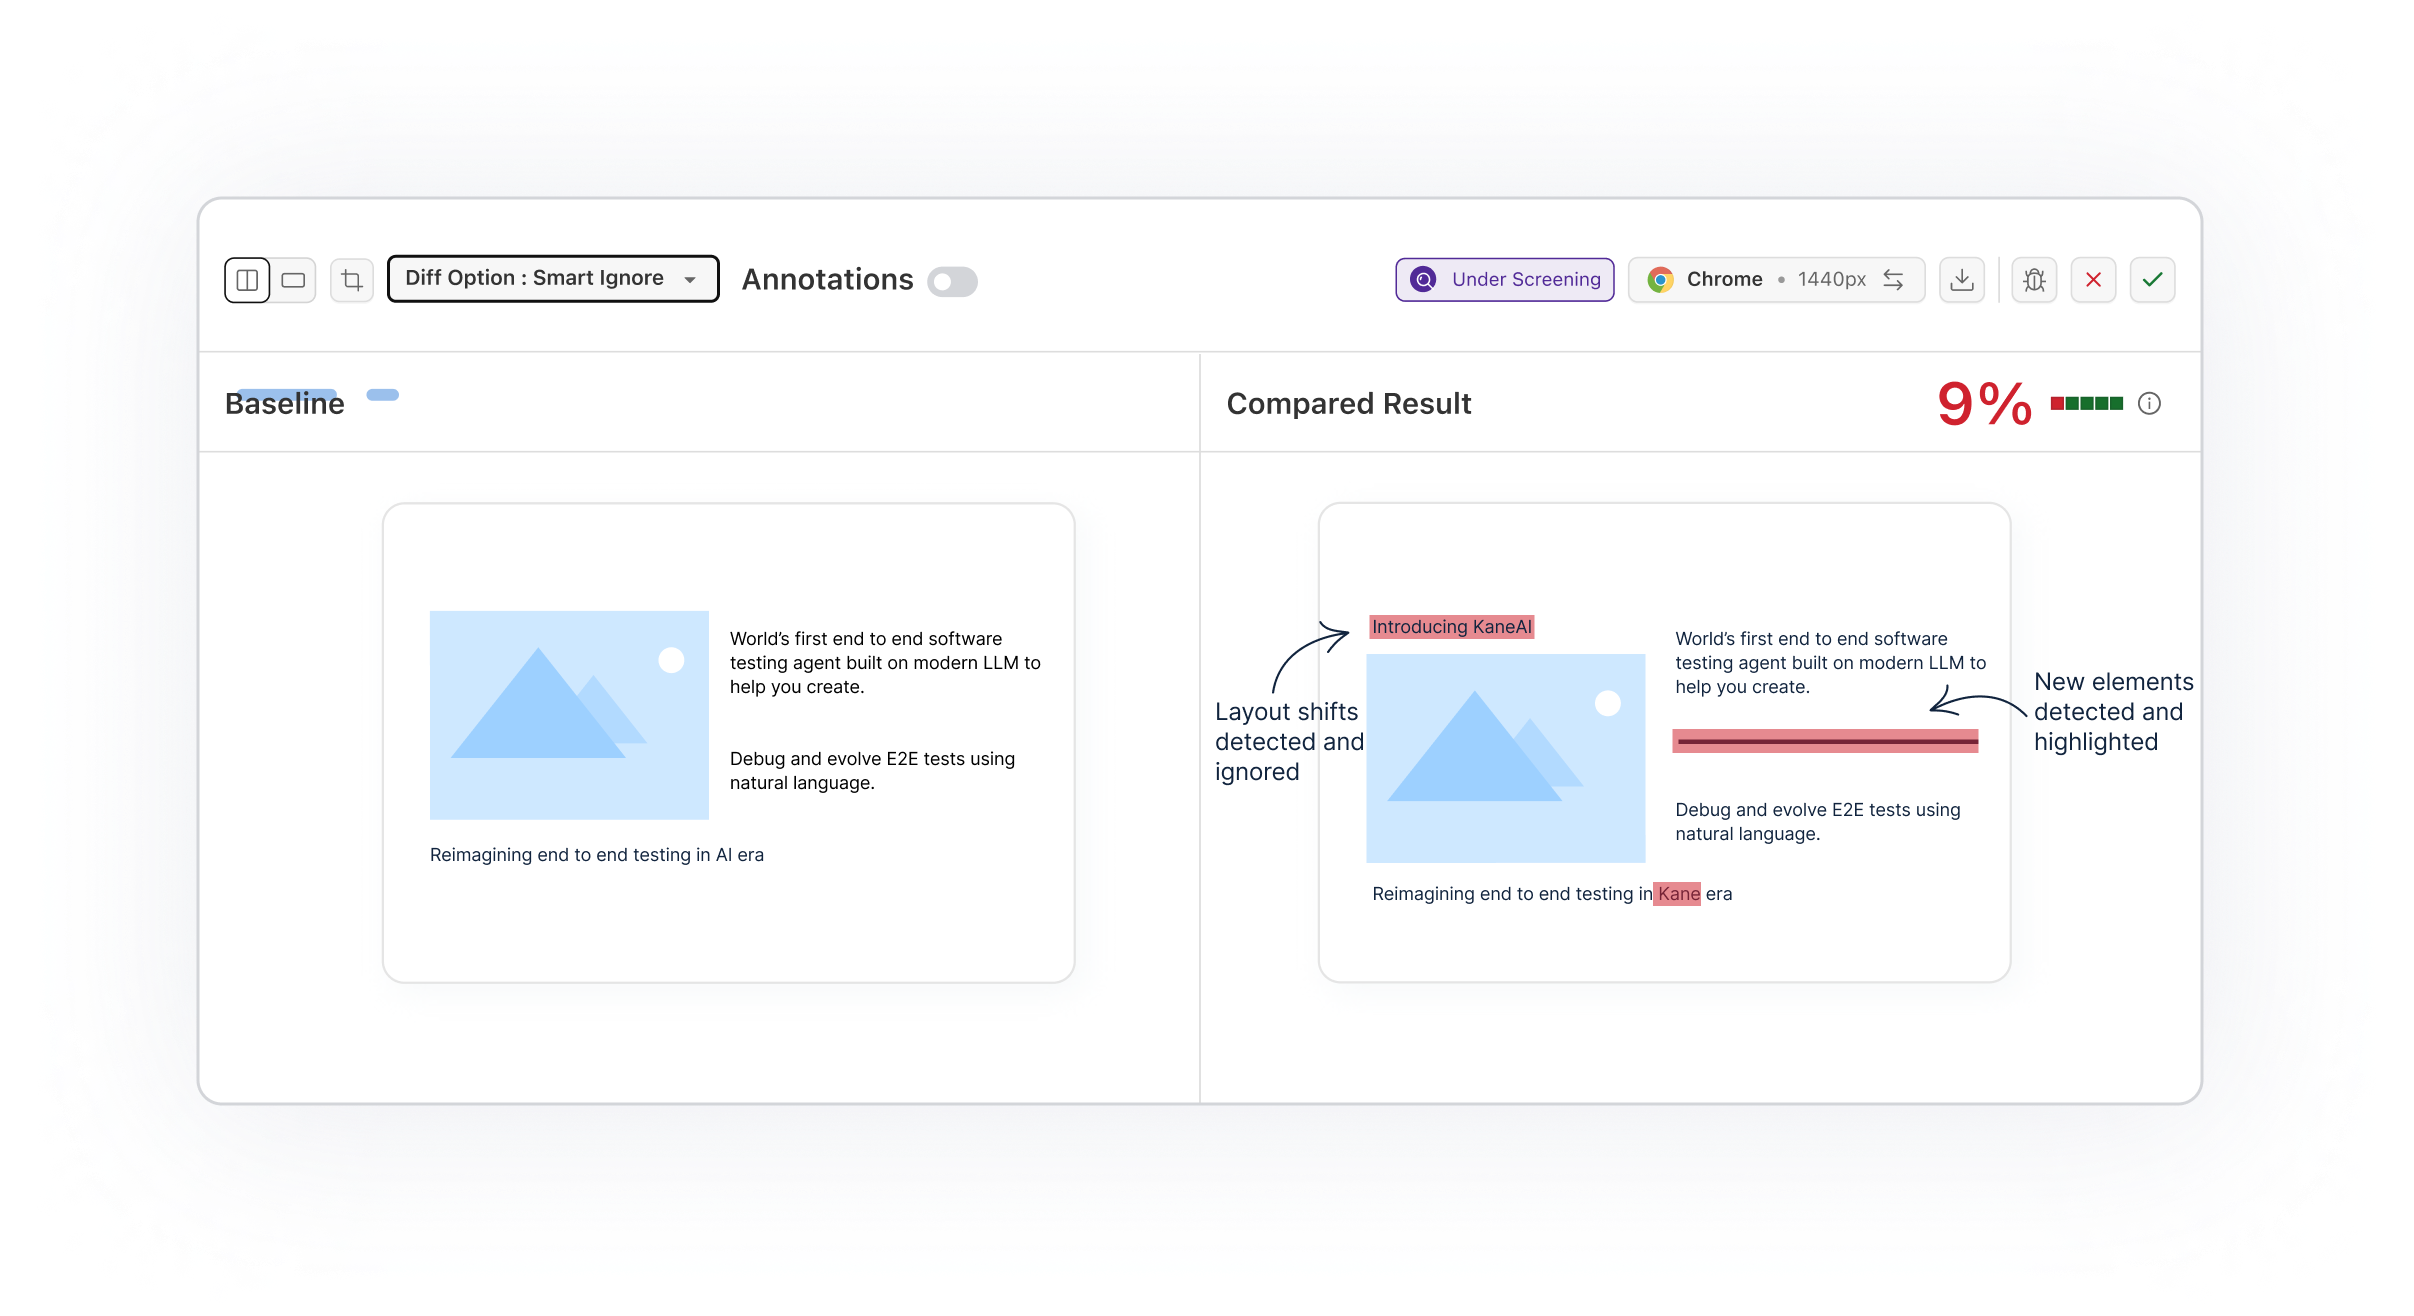 Diff Option : Smart Ignore
Annotations
Under Screening
Chrome • 1440px
Baseline
Compared Result
9%
World’s first end to end software
testing agent built on modern LLM to
help you create.
Debug and evolve E2E tests using
natural language.
Reimagining end to end testing in AI era
Layout shifts
detected and
ignored
Introducing KaneAI
World’s first end to end software
testing agent built on modern LLM to
help you create.
Debug and evolve E2E tests using
natural language.
Reimagining end to end testing in Kane era
New elements
detected and
highlighted